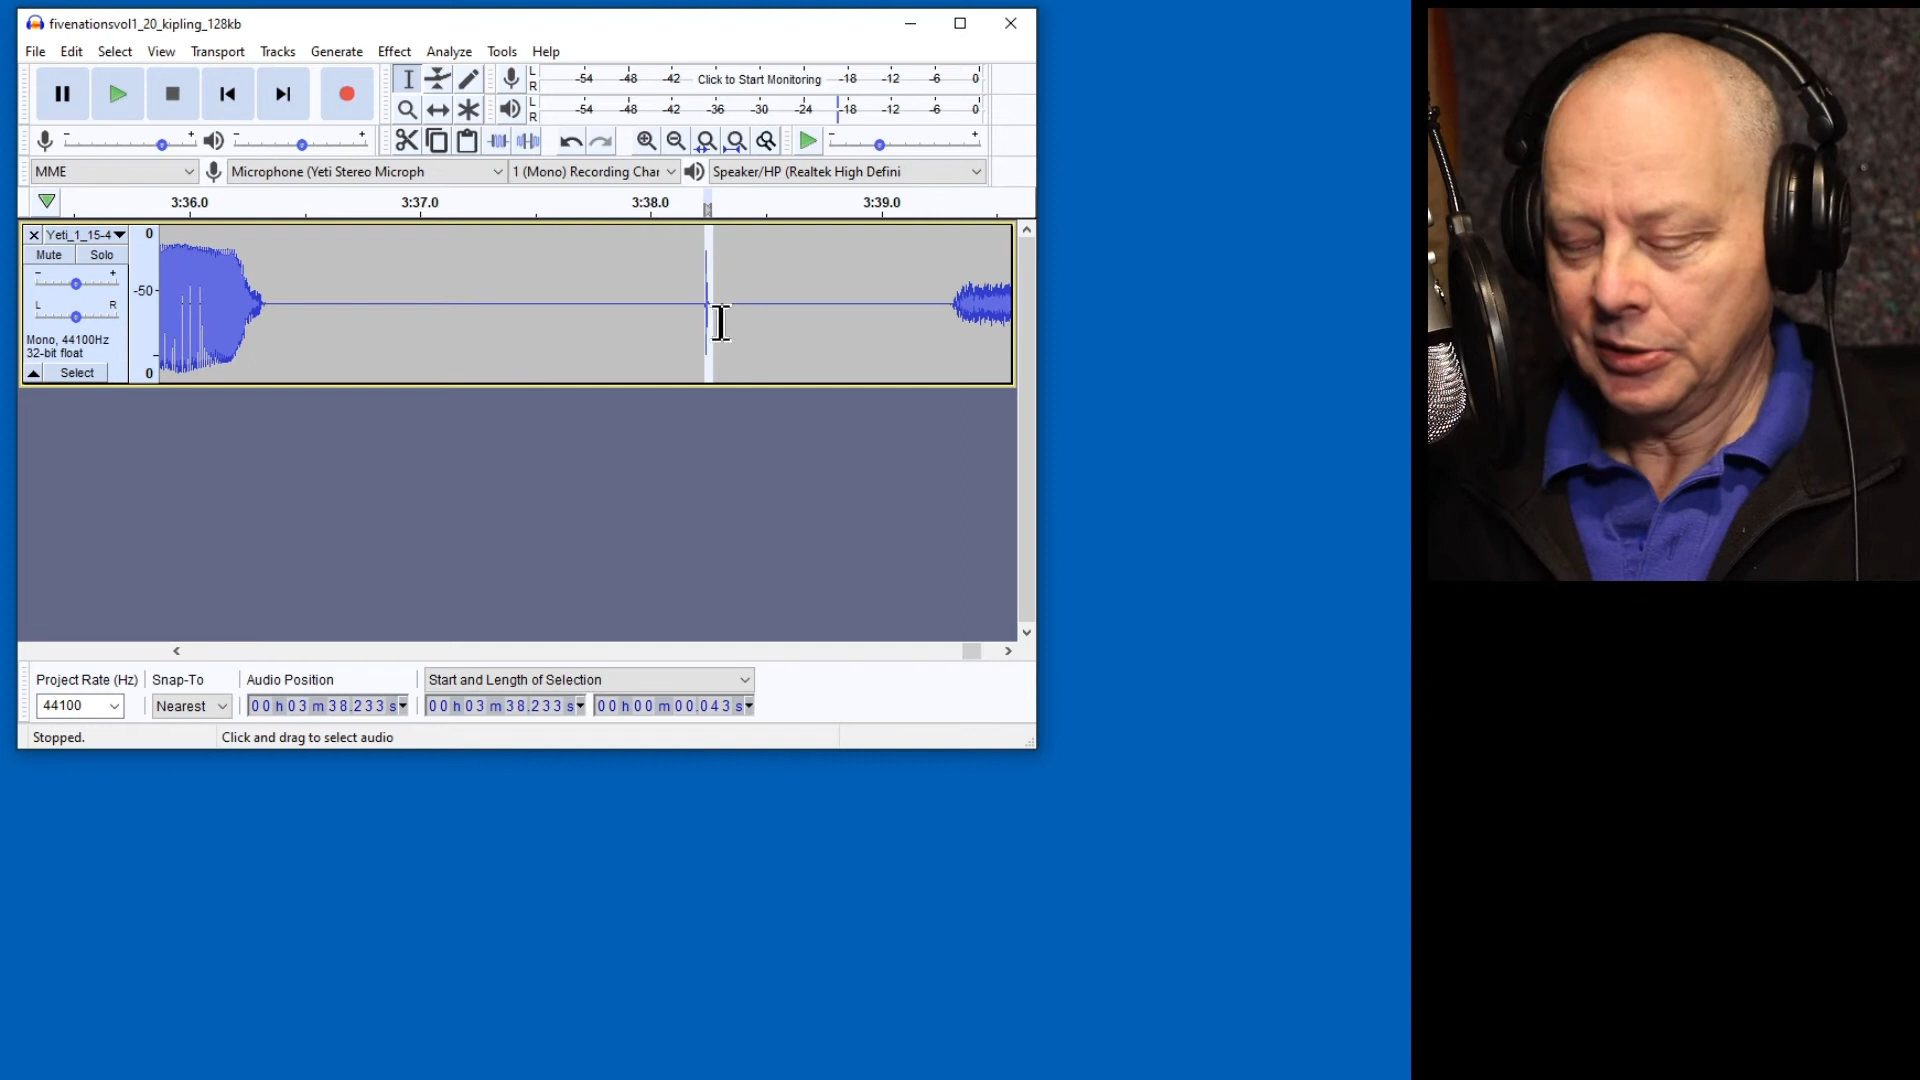 fivenationsvol1_20_kipling_128kb
File Edit Select View Transport Tracks Generate Effect Analyze Tools Help
L R -54 -48 -42 Click to Start Monitoring -18 -12 -6 0
L R -54 -48 -42 -36 -30 -24 -18 -12 -6 0
- + - + - +
MME Microphone (Yeti Stereo Microph 1 (Mono) Recording Char Speaker/HP (Realtek High Defini
3:36.0 3:37.0 3:38.0 3:39.0
Yeti_1_15-4 0
Mute Solo
- +
-50
L R
Mono, 44100Hz
32-bit float
Select 0
Project Rate (Hz) Snap-To Audio Position Start and Length of Selection
44100 Nearest 00 h 03 m 38.233 s 00 h 03 m 38.233 s 00 h 00 m 00.043 s
Stopped. Click and drag to select audio